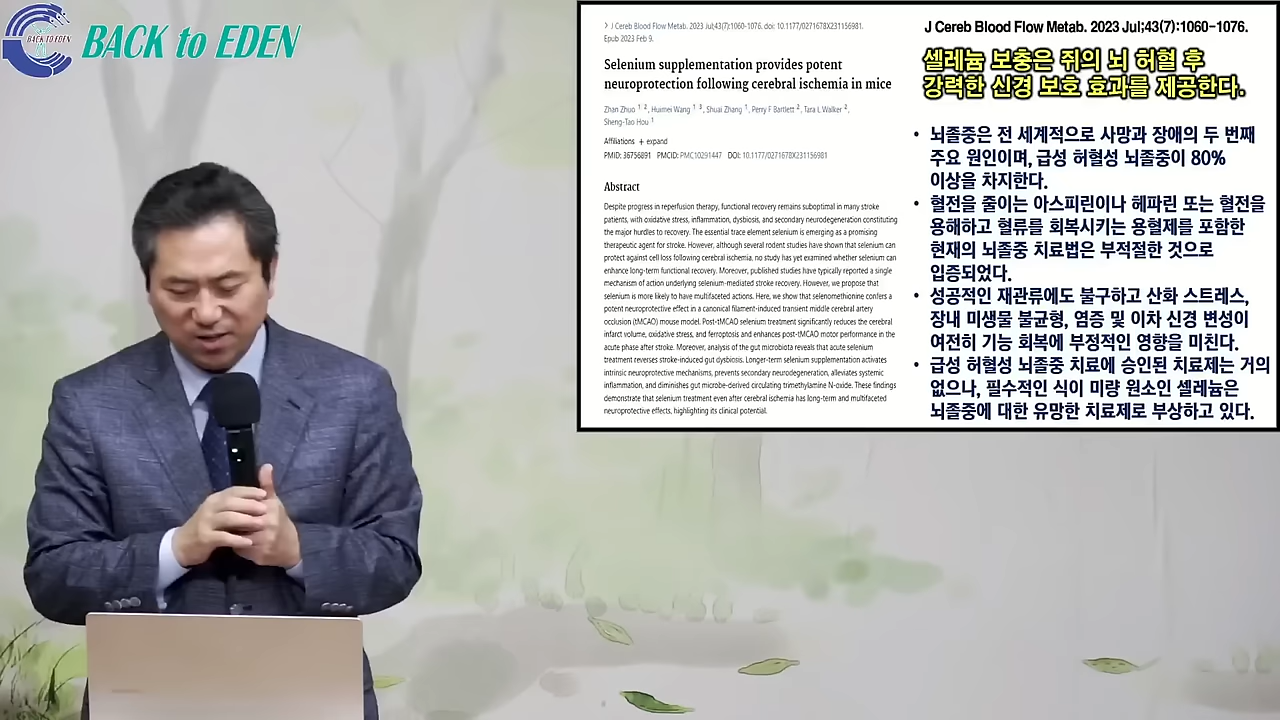 BACK TO EDEN
BACK to EDEN
J Cereb Blood Flow Metab. 2023 Jul;43(7):1060-1076. doi: 10.1177/0271678X231156981.
Epub 2023 Feb 9.
Selenium supplementation provides potent
neuroprotection following cerebral ischemia in mice
Zhan Zhuo 1 2, Huimei Wang 1 3, Shuai Zhang 1, Perry F Bartlett 2, Tara L Walker 2,
Sheng-Tao Hou 1
Affiliations + expand
PMID: 36756891 PMCID: PMC10291447 DOI: 10.1177/0271678X231156981
Abstract
Despite progress in reperfusion therapy, functional recovery remains suboptimal in many stroke
patients, with oxidative stress, inflammation, dysbiosis, and secondary neurodegeneration constituting
the major hurdles to recovery. The essential trace element selenium is emerging as a promising
therapeutic agent for stroke. However, although several rodent studies have shown that selenium can
protect against cell loss following cerebral ischemia, no study has yet examined whether selenium can
enhance long-term functional recovery. Moreover, published studies have typically reported a single
mechanism of action underlying selenium-mediated stroke recovery. However, we propose that
selenium is more likely to have multifaceted actions. Here, we show that selenomethionine confers a
potent neuroprotective effect in a canonical filament-induced transient middle cerebral artery
occlusion (tMCAO) mouse model. Post-tMCAO selenium treatment significantly reduces the cerebral
infarct volume, oxidative stress, and ferroptosis and enhances post-tMCAO motor performance in the
acute phase after stroke. Moreover, analysis of the gut microbiota reveals that acute selenium
treatment reverses stroke-induced gut dysbiosis. Longer-term selenium supplementation activates
intrinsic neuroprotective mechanisms, prevents secondary neurodegeneration, alleviates systemic
inflammation, and diminishes gut microbe-derived circulating trimethylamine N-oxide. These findings
demonstrate that selenium treatment even after cerebral ischemia has long-term and multifaceted
neuroprotective effects, highlighting its clinical potential.
J Cereb Blood Flow Metab. 2023 Jul;43(7):1060-1076.
셀레늄 보충은 쥐의 뇌 허혈 후
강력한 신경 보호 효과를 제공한다.
• 뇌졸중은 전 세계적으로 사망과 장애의 두 번째
주요 원인이며, 급성 허혈성 뇌졸중이 80%
이상을 차지한다.
• 혈전을 줄이는 아스피린이나 헤파린 또는 혈전을
용해하고 혈류를 회복시키는 용혈제를 포함한
현재의 뇌졸중 치료법은 부적절한 것으로
입증되었다.
• 성공적인 재관류에도 불구하고 산화 스트레스,
장내 미생물 불균형, 염증 및 이차 신경 변성이
여전히 기능 회복에 부정적인 영향을 미친다.
• 급성 허혈성 뇌졸중 치료에 승인된 치료제는 거의
없으나, 필수적인 식이 미량 원소인 셀레늄은
뇌졸중에 대한 유망한 치료제로 부상하고 있다.